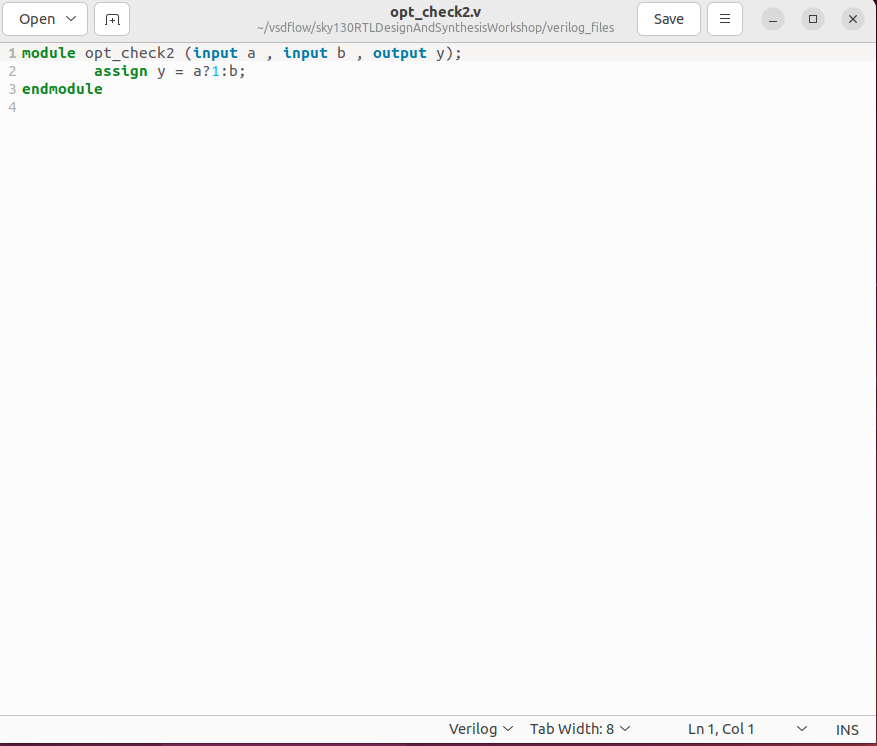 Open
opt_check2.v
~/vsdflow/sky130RTLDesignAndSynthesisWorkshop/verilog_files
Save
1 module opt_check2 (input a , input b , output y);
2         assign y = a?1:b;
3 endmodule
4
Verilog Tab Width: 8 Ln 1, Col 1 INS